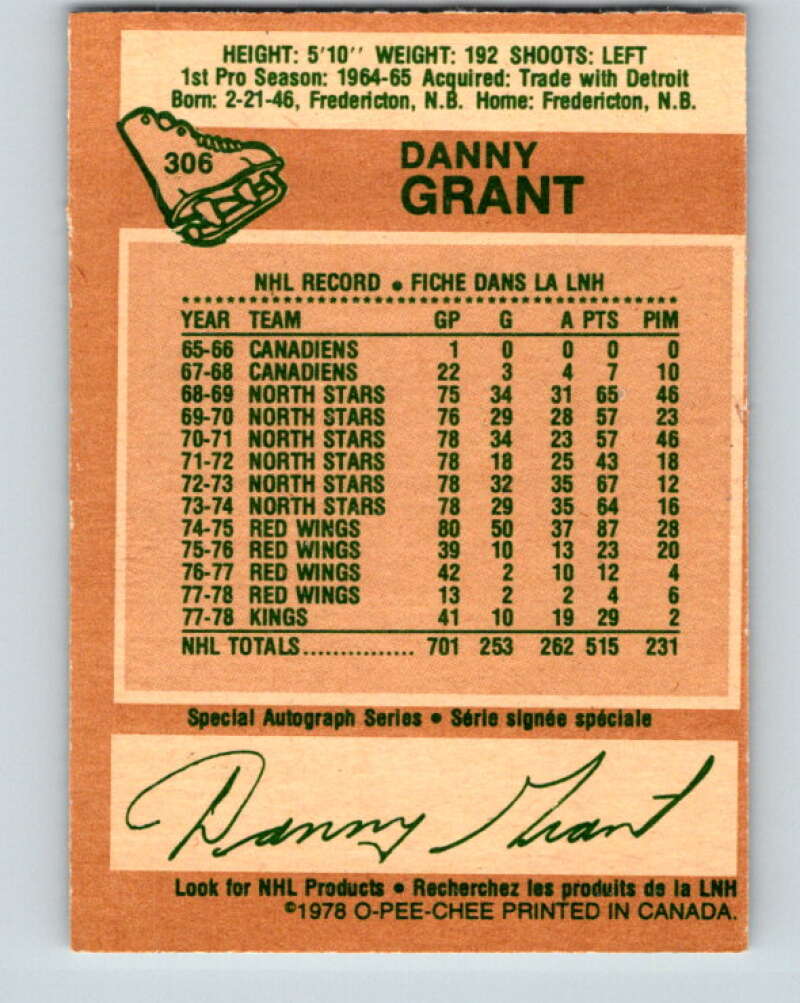 HEIGHT: 5'10'' WEIGHT: 192 SHOOTS: LEFT
1st Pro Season: 1964-65 Acquired: Trade with Detroit
Born: 2-21-46, Fredericton, N.B. Home: Fredericton, N.B.
306
DANNY
GRANT
NHL RECORD • FICHE DANS LA LNH
YEAR TEAM GP G A PTS PIM
65-66 CANADIENS 1 0 0 0 0
67-68 CANADIENS 22 3 4 7 10
68-69 NORTH STARS 75 34 31 65 46
69-70 NORTH STARS 76 29 28 57 23
70-71 NORTH STARS 78 34 23 57 46
71-72 NORTH STARS 78 18 25 43 18
72-73 NORTH STARS 78 32 35 67 12
73-74 NORTH STARS 78 29 35 64 16
74-75 RED WINGS 80 50 37 87 28
75-76 RED WINGS 39 10 13 23 20
76-77 RED WINGS 42 2 10 12 4
77-78 RED WINGS 13 2 2 4 6
77-78 KINGS 41 10 19 29 2
NHL TOTALS............... 701 253 262 515 231
Special Autograph Series • Série signée spéciale
Danny Grant
Look for NHL Products • Recherchez les produits de la LNH
©1978 O-PEE-CHEE PRINTED IN CANADA.